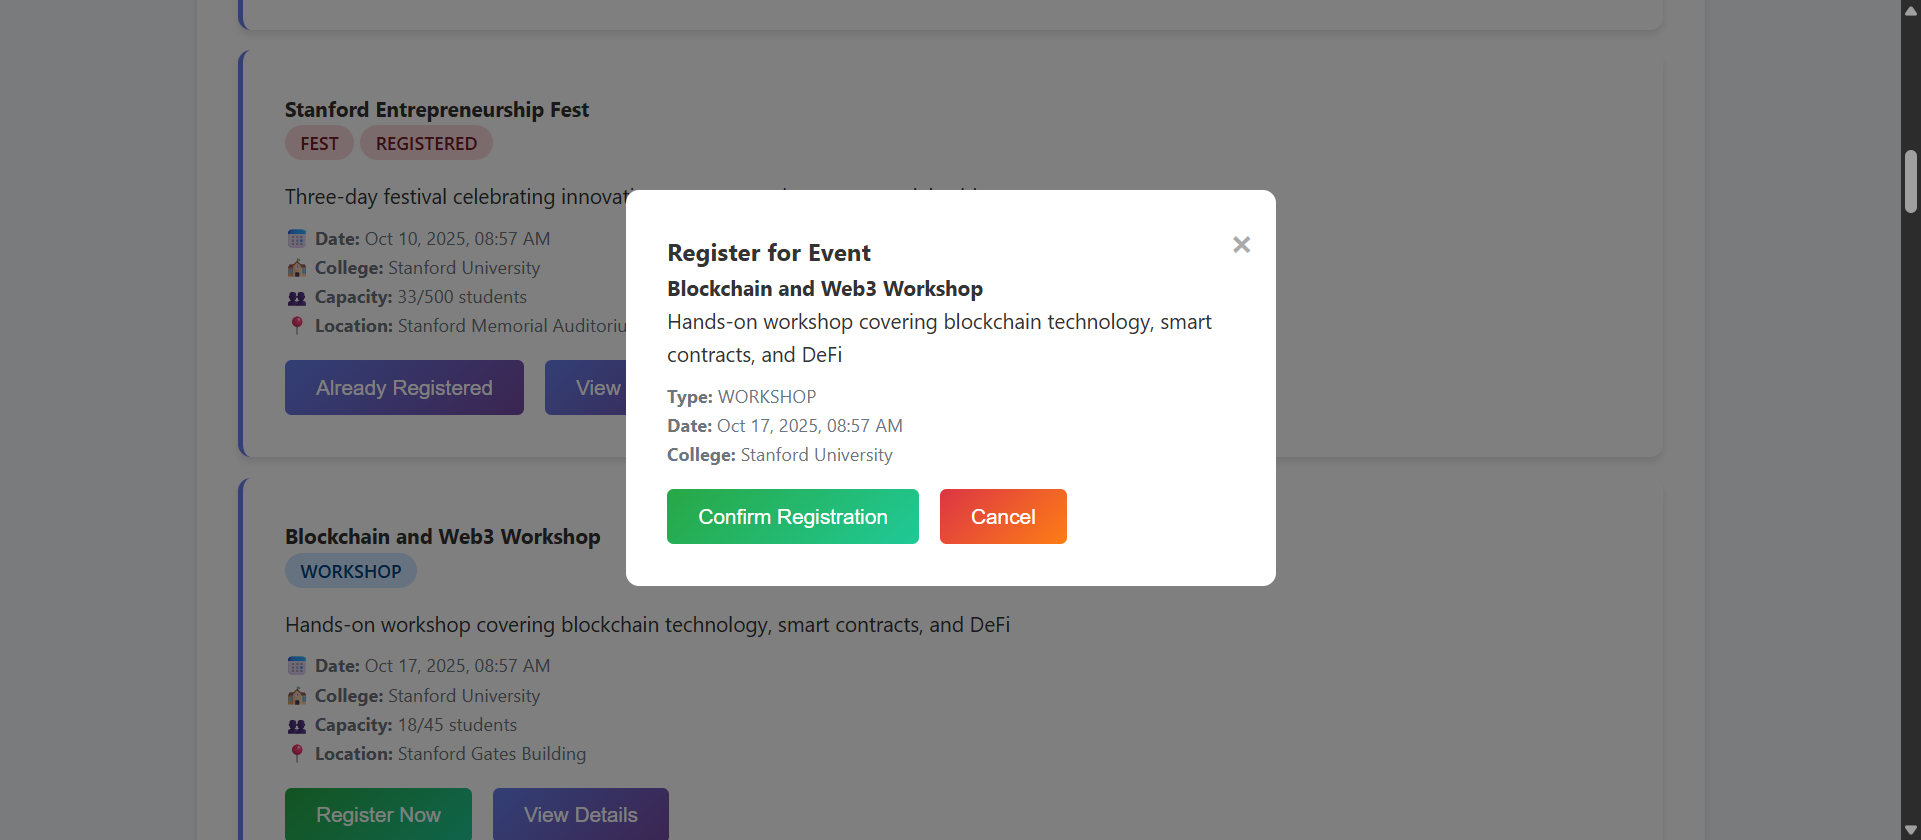 Stanford Entrepreneurship Fest
FEST REGISTERED
Three-day festival celebrating
Date: Oct 10, 2025, 08:57 AM
College: Stanford University
Capacity: 33/500 students
Location: Stanford Memorial
Already Registered View
Register for Event
×
Blockchain and Web3 Workshop
Hands-on workshop covering blockchain technology, smart
contracts, and DeFi
Type: WORKSHOP
Date: Oct 17, 2025, 08:57 AM
College: Stanford University
Confirm Registration Cancel
Blockchain and Web3 Workshop
WORKSHOP
Hands-on workshop covering blockchain technology, smart contracts, and DeFi
Date: Oct 17, 2025, 08:57 AM
College: Stanford University
Capacity: 18/45 students
Location: Stanford Gates Building
Register Now View Details